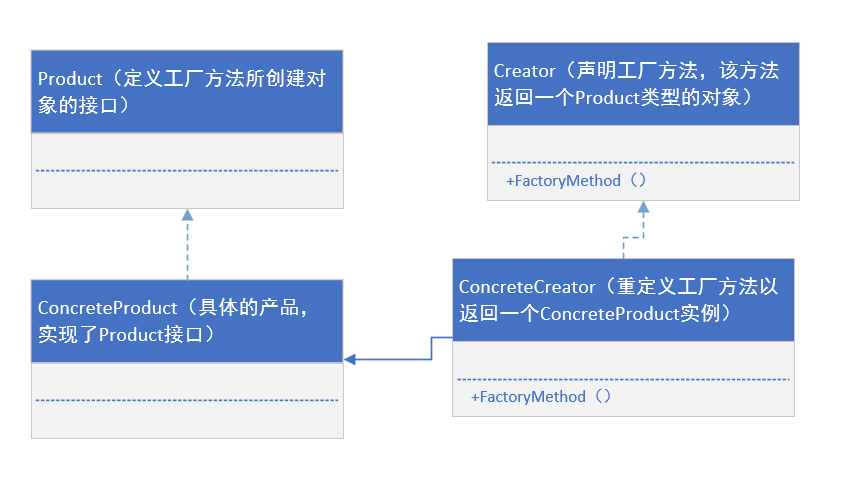 Product（定义工厂方法所创建对
象的接口）
Creator（声明工厂方法，该方法
返回一个Product类型的对象）
+FactoryMethod（）
ConcreteProduct（具体的产品，
实现了Product接口）
ConcreteCreator（重定义工厂方法以
返回一个ConcreteProduct实例）
+FactoryMethod（）